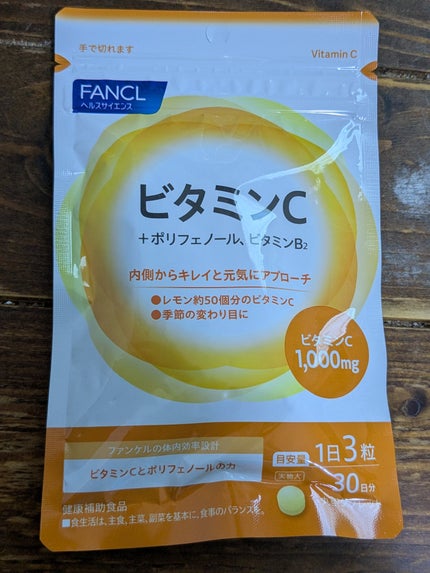 手で切れます
Vitamin C
FANCL
ヘルスサイエンス
ビタミンC
+ポリフェノール、ビタミンB2
内側からキレイと元気にアプローチ
●レモン約50個分のビタミンC
●季節の変わり目に
ビタミンC
1,000mg
ファンケルの体内効率設計
ビタミンCとポリフェノールの力
目安量 1日3粒
実物大
30日分
健康補助食品
■食生活は、主食、主菜、副菜を基本に、食事のバランスを。